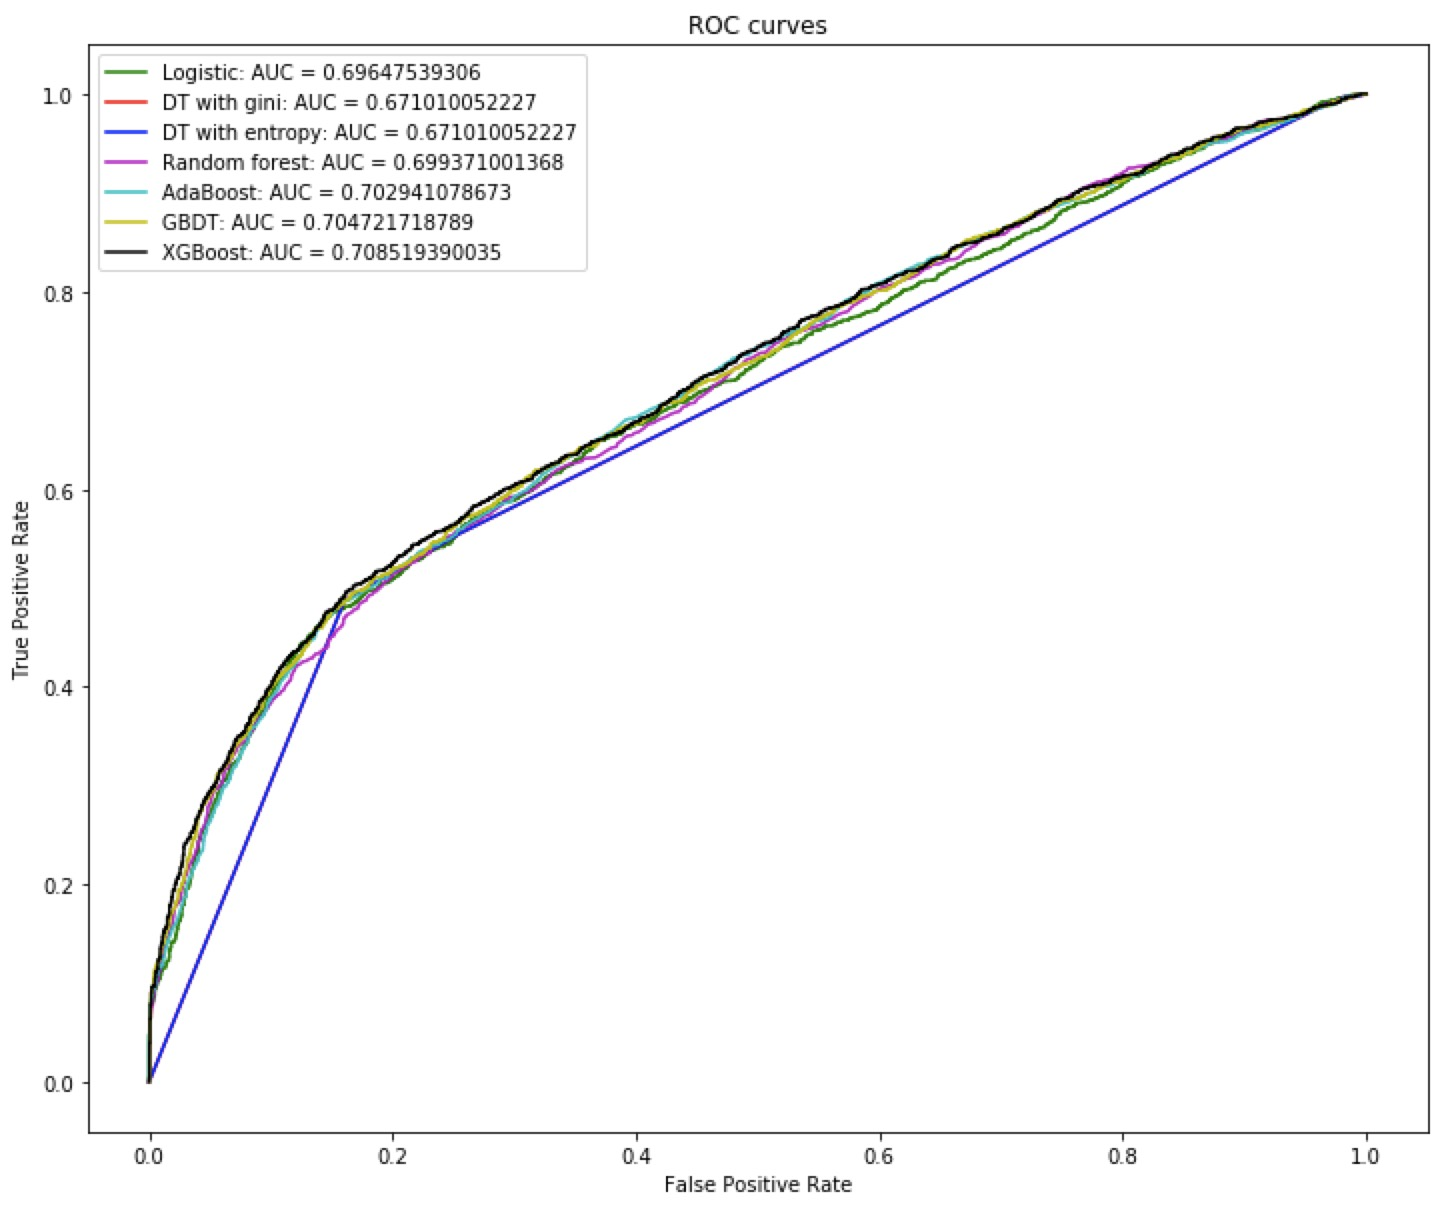 ROC curves
Logistic: AUC = 0.69647539306
DT with gini: AUC = 0.671010052227
DT with entropy: AUC = 0.671010052227
Random forest: AUC = 0.699371001368
AdaBoost: AUC = 0.702941078673
GBDT: AUC = 0.704721718789
XGBoost: AUC = 0.708519390035
1.0
0.8
0.6
0.4
0.2
0.0
True Positive Rate
0.0 0.2 0.4 0.6 0.8 1.0
False Positive Rate